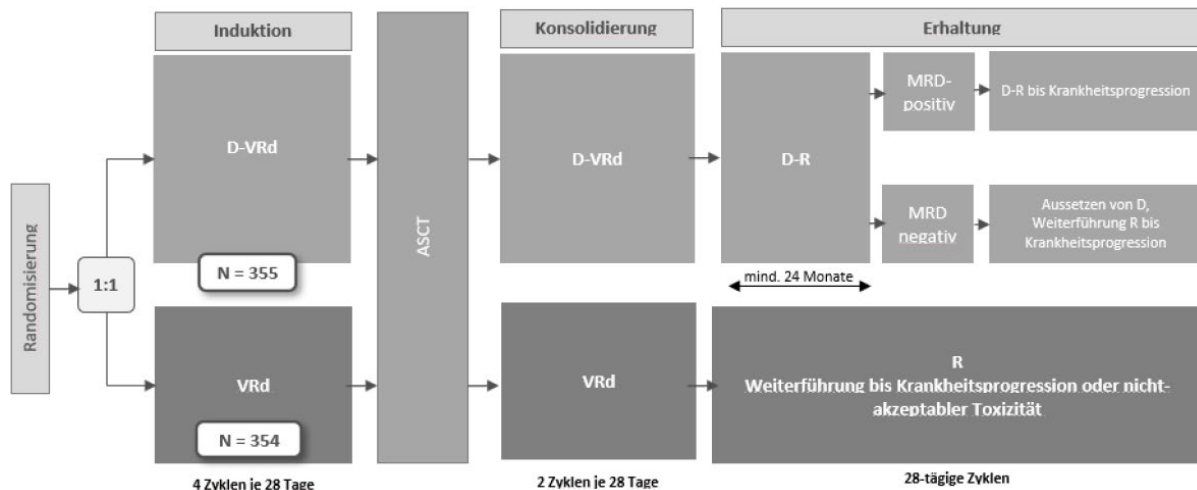 Induktion
Konsolidierung
Erhaltung
Randomisierung
1:1
D-VRd
N = 355
ASCT
D-VRd
D-R
mind. 24 Monate
MRD-
positiv
D-R bis Krankheitsprogression
MRD
negativ
Aussetzen von D,
Weiterführung R bis
Krankheitsprogression
VRd
N = 354
VRd
R
Weiterführung bis Krankheitsprogression oder nicht-
akzeptabler Toxizität
4 Zyklen je 28 Tage
2 Zyklen je 28 Tage
28-tägige Zyklen